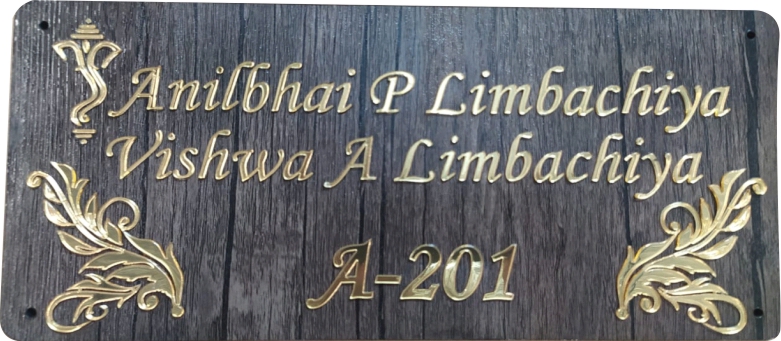 Anilbhai P Limbachiya
Vishwa A Limbachiya
A-201